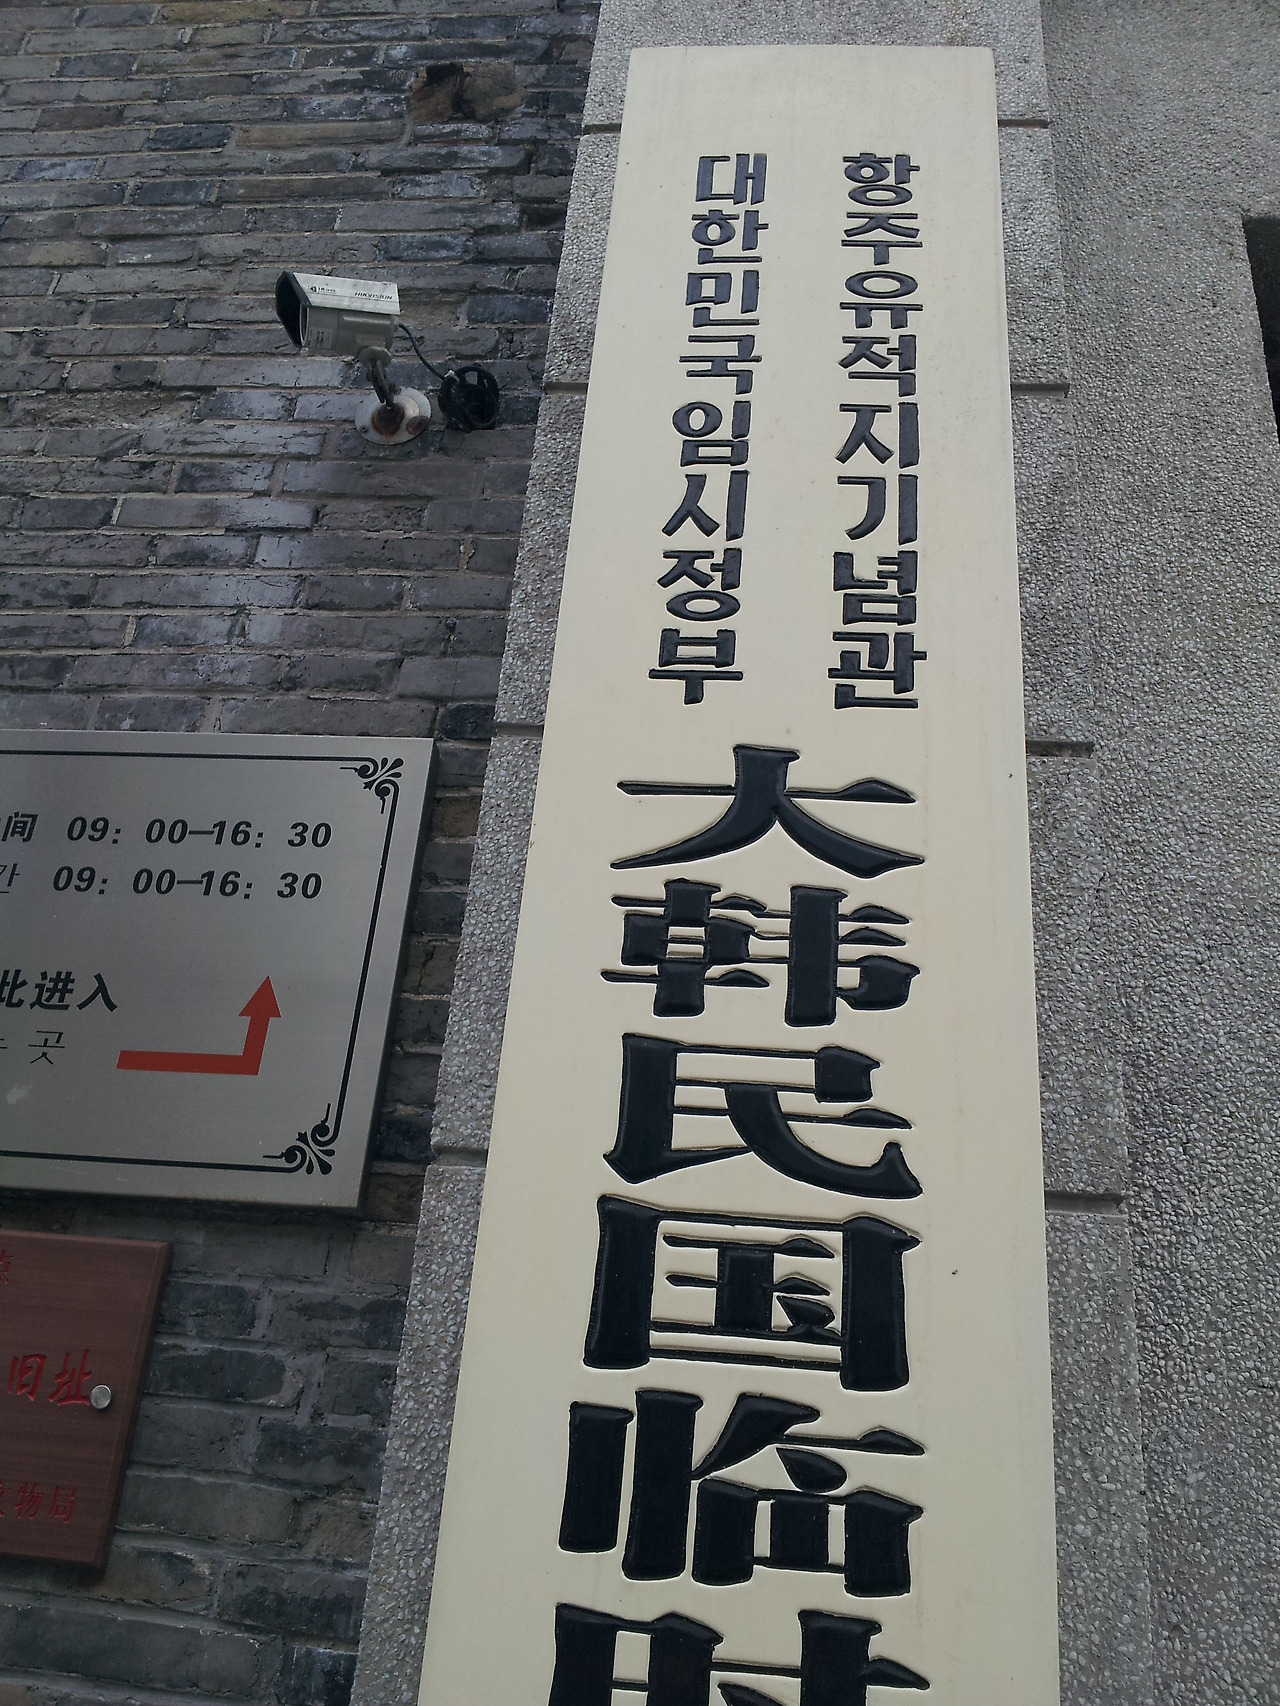 대한민국임시정부
항주유적지기념관
大韩民国临时
间 09：00—16：30
간 09：00—16：30
此进入
는 곳
旧址
文物局
HIKVISION